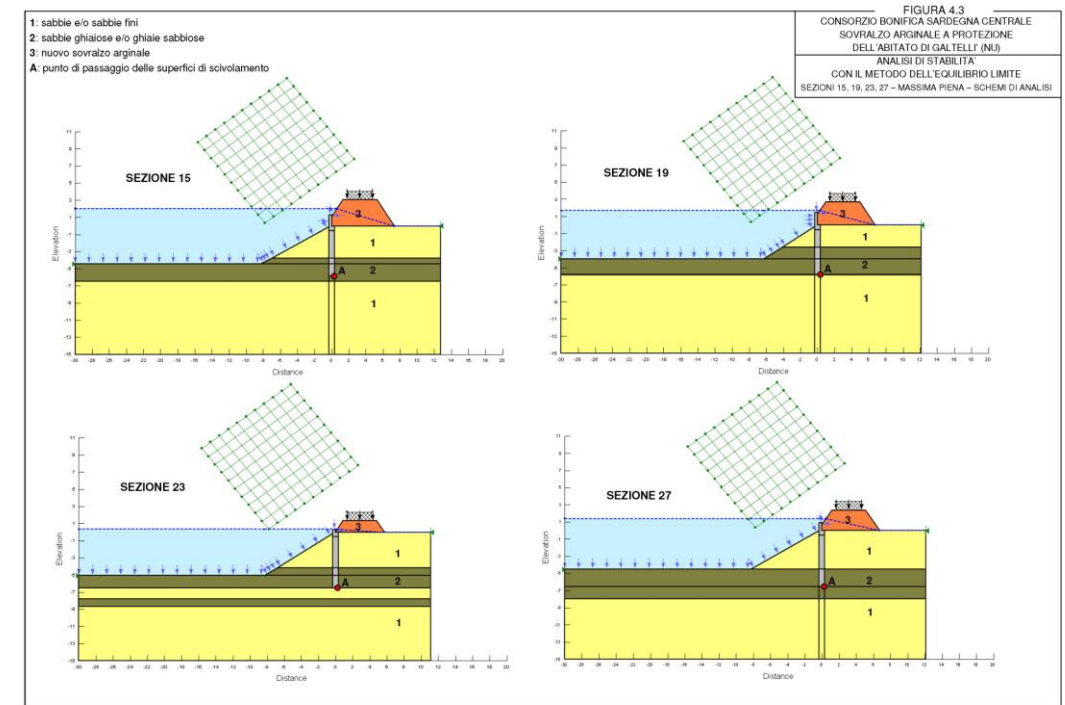 FIGURA 4.3
CONSORZIO BONIFICA SARDEGNA CENTRALE
SOVRALZO ARGINALE A PROTEZIONE
DELL'ABITATO DI GALTELLI' (NU)
ANALISI DI STABILITA'
CON IL METODO DELL'EQUILIBRIO LIMITE
SEZIONI 15, 19, 23, 27 – MASSIMA PIENA – SCHEMI DI ANALISI
1: sabbie e/o sabbie fini
2: sabbie ghiaiose e/o ghiaie sabbiose
3: nuovo sovralzo arginale
A: punto di passaggio delle superfici di scivolamento
SEZIONE 15
3
1
A 2
1
Elevation
Distance
SEZIONE 19
3
1
2
A
1
Elevation
Distance
SEZIONE 23
3
1
2
A
1
Elevation
Distance
SEZIONE 27
3
1
2
A
1
Elevation
Distance